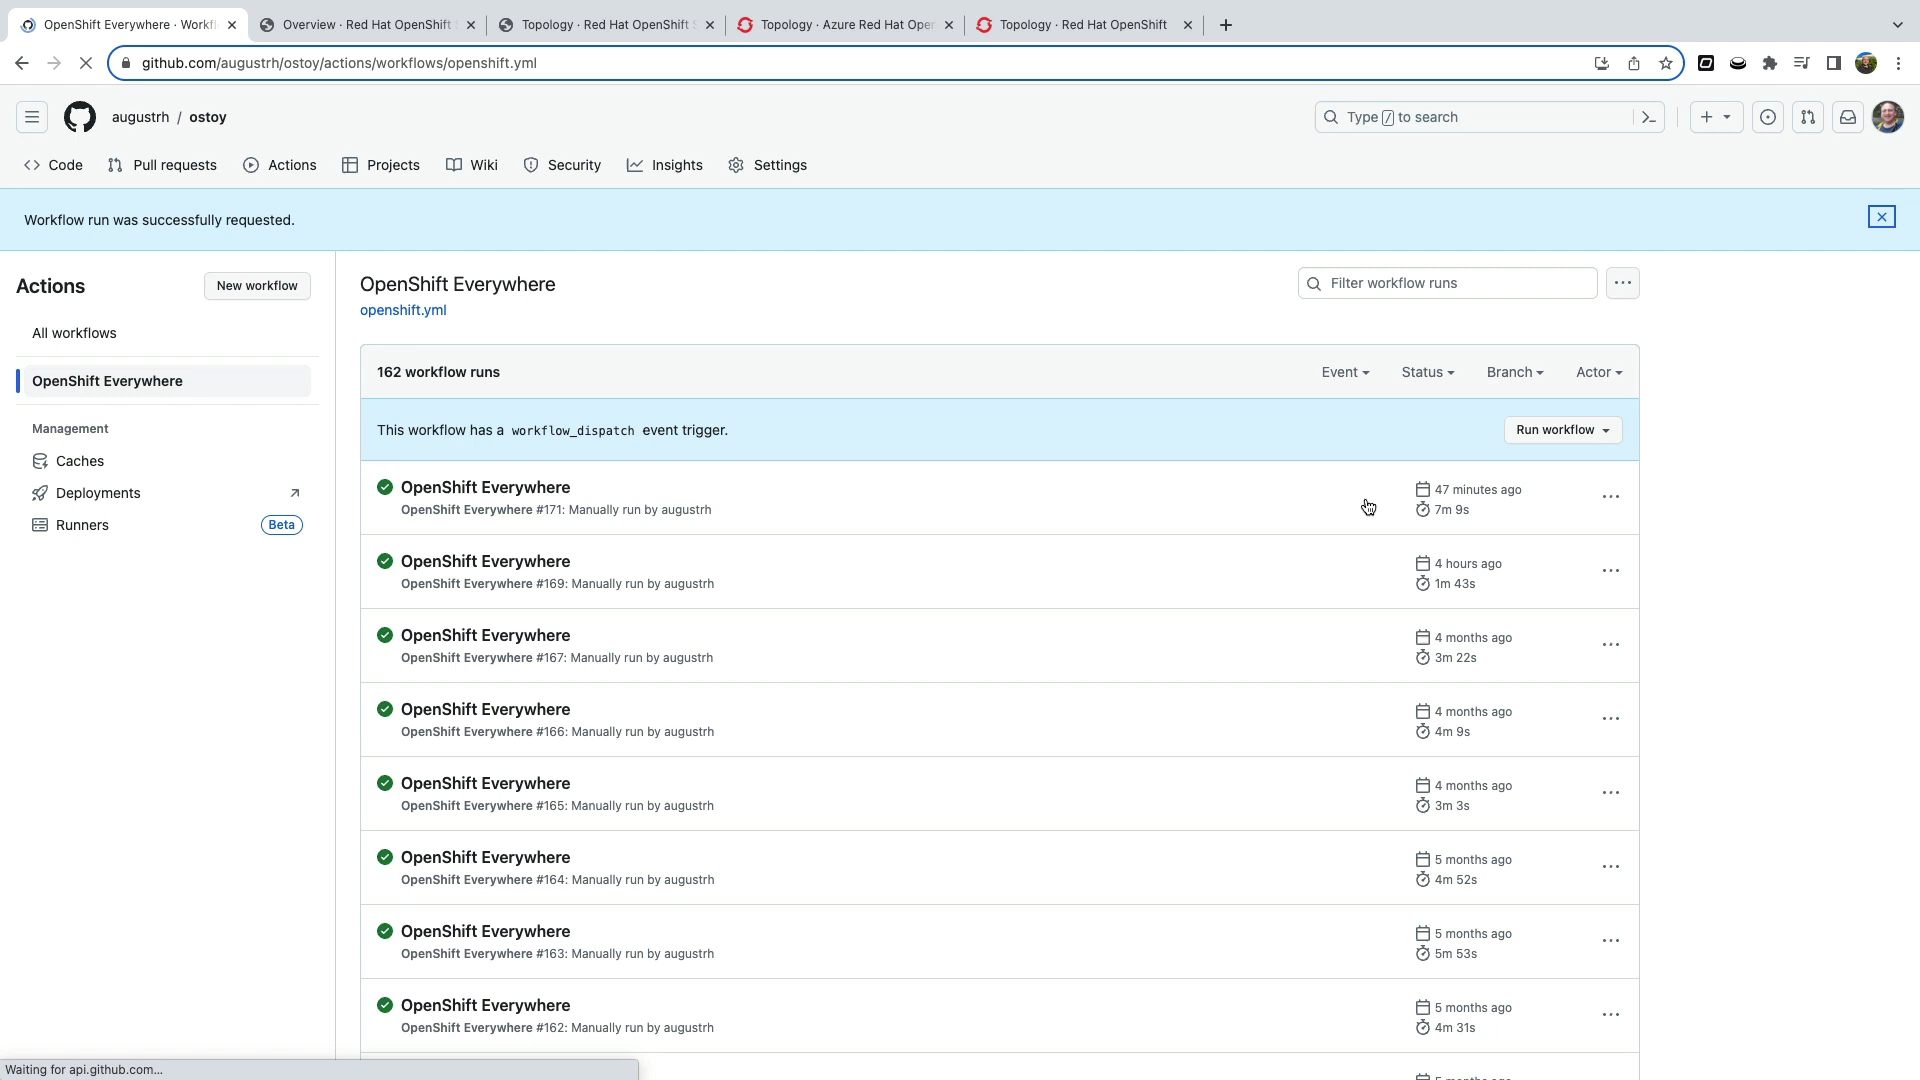 OpenShift Everywhere · Workfl
Overview · Red Hat OpenShift
Topology · Red Hat OpenShift S
Topology · Azure Red Hat Oper
Topology · Red Hat OpenShift
github.com/augustrh/ostoy/actions/workflows/openshift.yml
augustrh / ostoy
Type / to search
Code
Pull requests
Actions
Projects
Wiki
Security
Insights
Settings
Workflow run was successfully requested.
Actions
New workflow
All workflows
OpenShift Everywhere
Management
Caches
Deployments
Runners
Beta
OpenShift Everywhere
openshift.yml
Filter workflow runs
162 workflow runs
Event
Status
Branch
Actor
This workflow has a workflow_dispatch event trigger.
Run workflow
OpenShift Everywhere
OpenShift Everywhere #171: Manually run by augustrh
47 minutes ago
7m 9s
OpenShift Everywhere
OpenShift Everywhere #169: Manually run by augustrh
4 hours ago
1m 43s
OpenShift Everywhere
OpenShift Everywhere #167: Manually run by augustrh
4 months ago
3m 22s
OpenShift Everywhere
OpenShift Everywhere #166: Manually run by augustrh
4 months ago
4m 9s
OpenShift Everywhere
OpenShift Everywhere #165: Manually run by augustrh
4 months ago
3m 3s
OpenShift Everywhere
OpenShift Everywhere #164: Manually run by augustrh
5 months ago
4m 52s
OpenShift Everywhere
OpenShift Everywhere #163: Manually run by augustrh
5 months ago
5m 53s
OpenShift Everywhere
OpenShift Everywhere #162: Manually run by augustrh
5 months ago
4m 31s
Waiting for api.github.com...